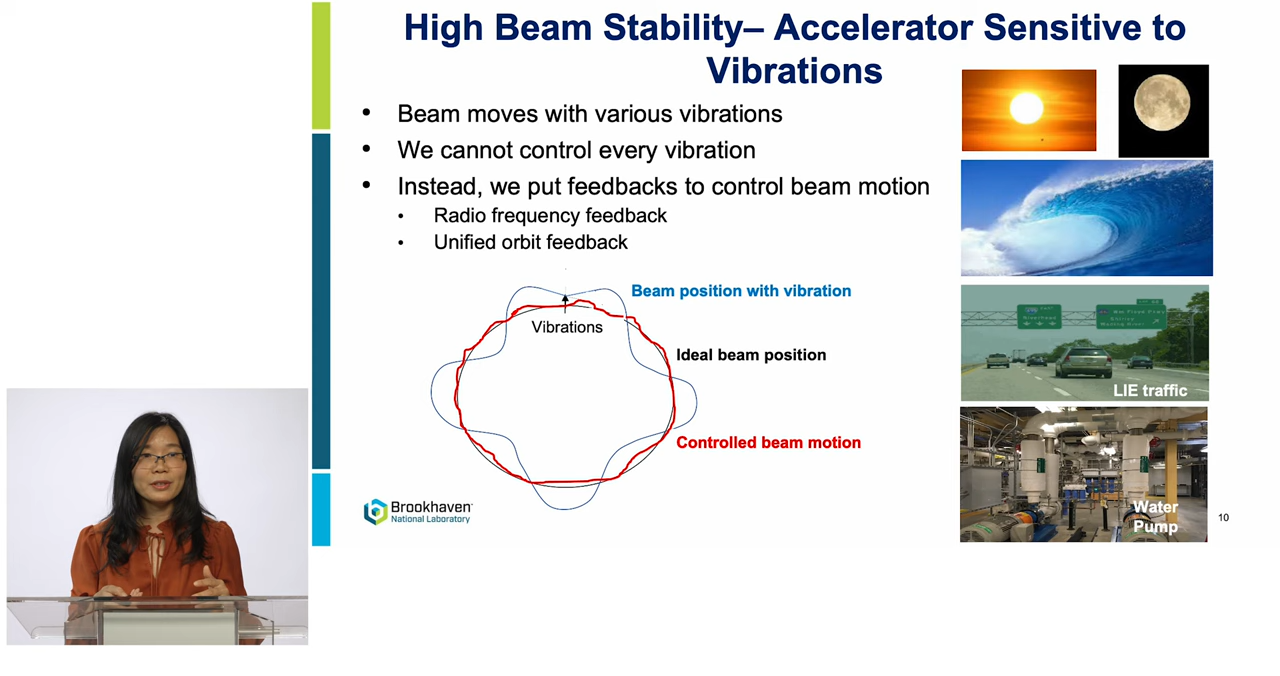 High Beam Stability– Accelerator Sensitive to
Vibrations
• Beam moves with various vibrations
• We cannot control every vibration
• Instead, we put feedbacks to control beam motion
• Radio frequency feedback
• Unified orbit feedback
Beam position with vibration
Vibrations
Ideal beam position
Controlled beam motion
LIE traffic
Water
Pump
Brookhaven
National Laboratory
10